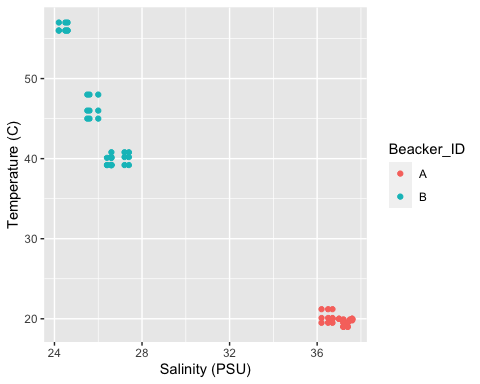 50
40
30
20
24
28
32
36
Temperature (C)
Salinity (PSU)
Beacker_ID
A
B